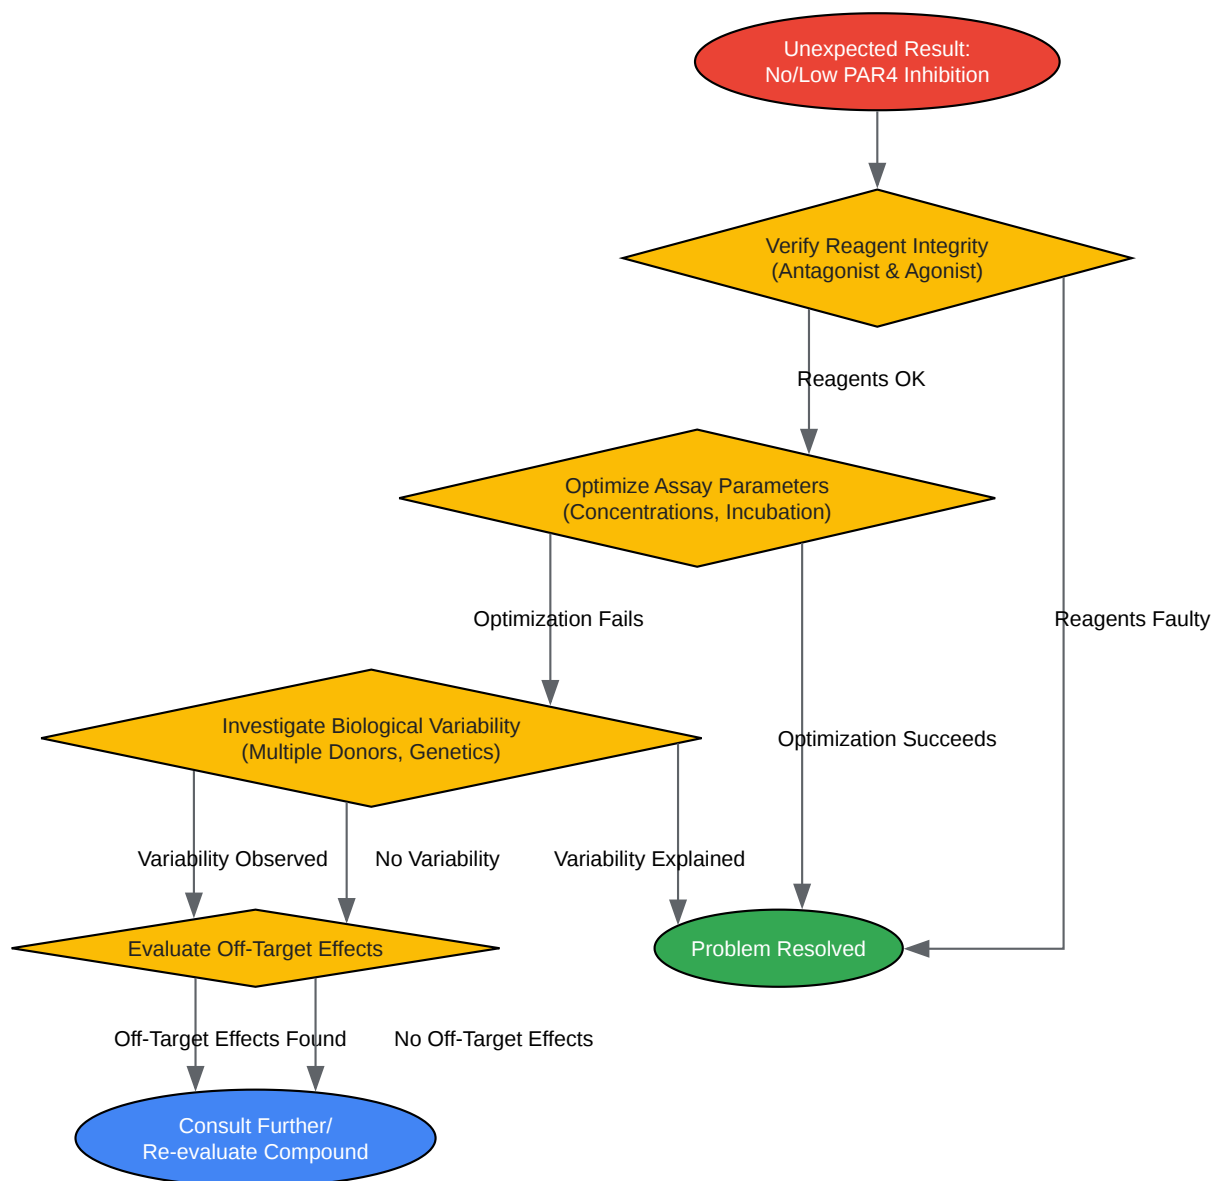 Unexpected Result:
No/Low PAR4 Inhibition
Verify Reagent Integrity
(Antagonist & Agonist)
Reagents OK
Optimize Assay Parameters
(Concentrations, Incubation)
Optimization Fails
Reagents Faulty
Investigate Biological Variability
(Multiple Donors, Genetics)
Optimization Succeeds
Variability Observed
No Variability
Variability Explained
Evaluate Off-Target Effects
Problem Resolved
Off-Target Effects Found
No Off-Target Effects
Consult Further/
Re-evaluate Compound